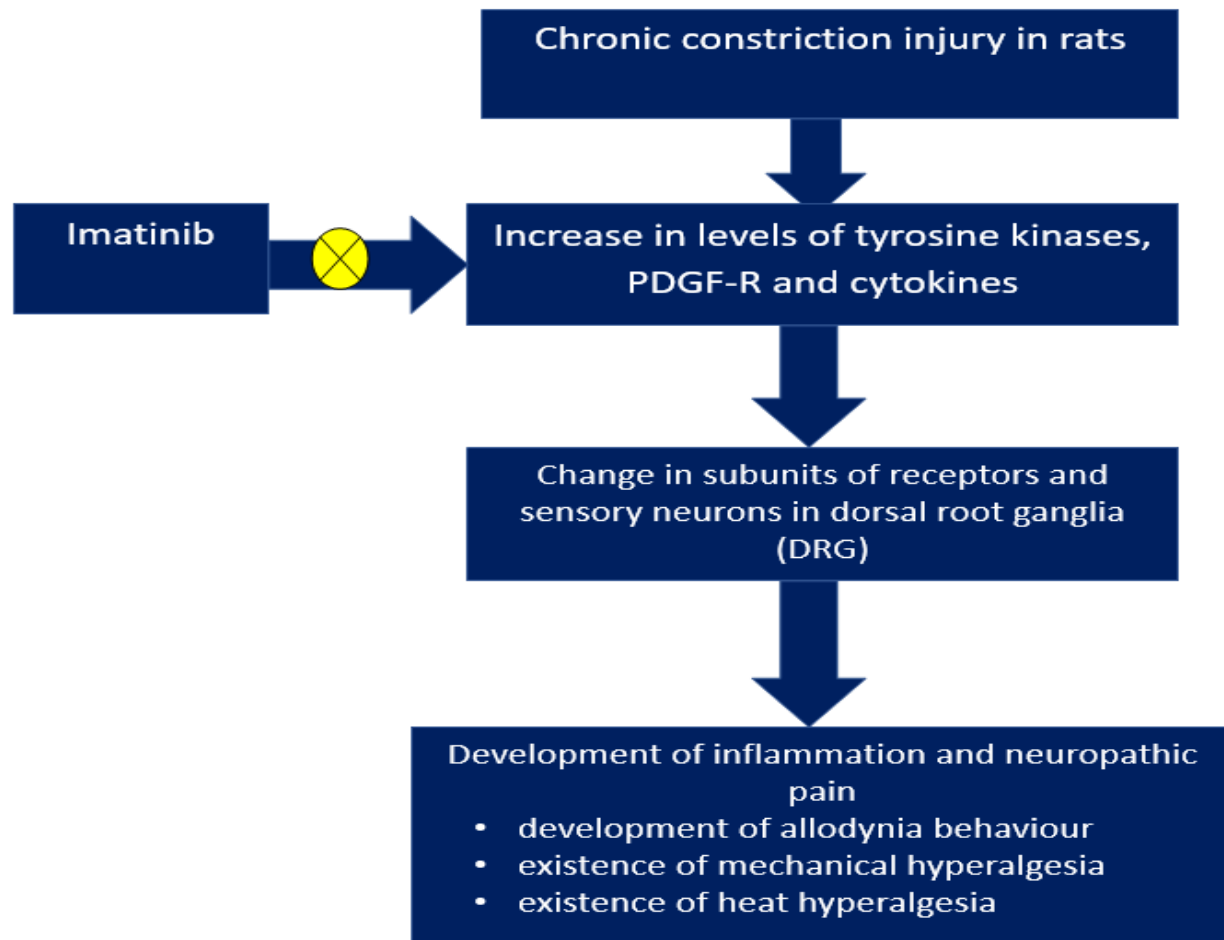 Chronic constriction injury in rats
Imatinib
Increase in levels of tyrosine kinases,
PDGF-R and cytokines
Change in subunits of receptors and
sensory neurons in dorsal root ganglia
(DRG)
Development of inflammation and neuropathic
pain
• development of allodynia behaviour
• existence of mechanical hyperalgesia
• existence of heat hyperalgesia